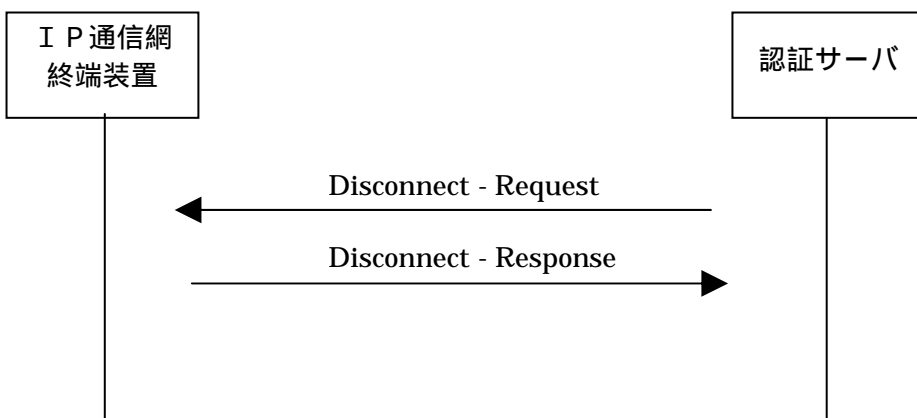 ＩＰ通信網
終端装置
認証サーバ
Disconnect - Request
Disconnect - Response